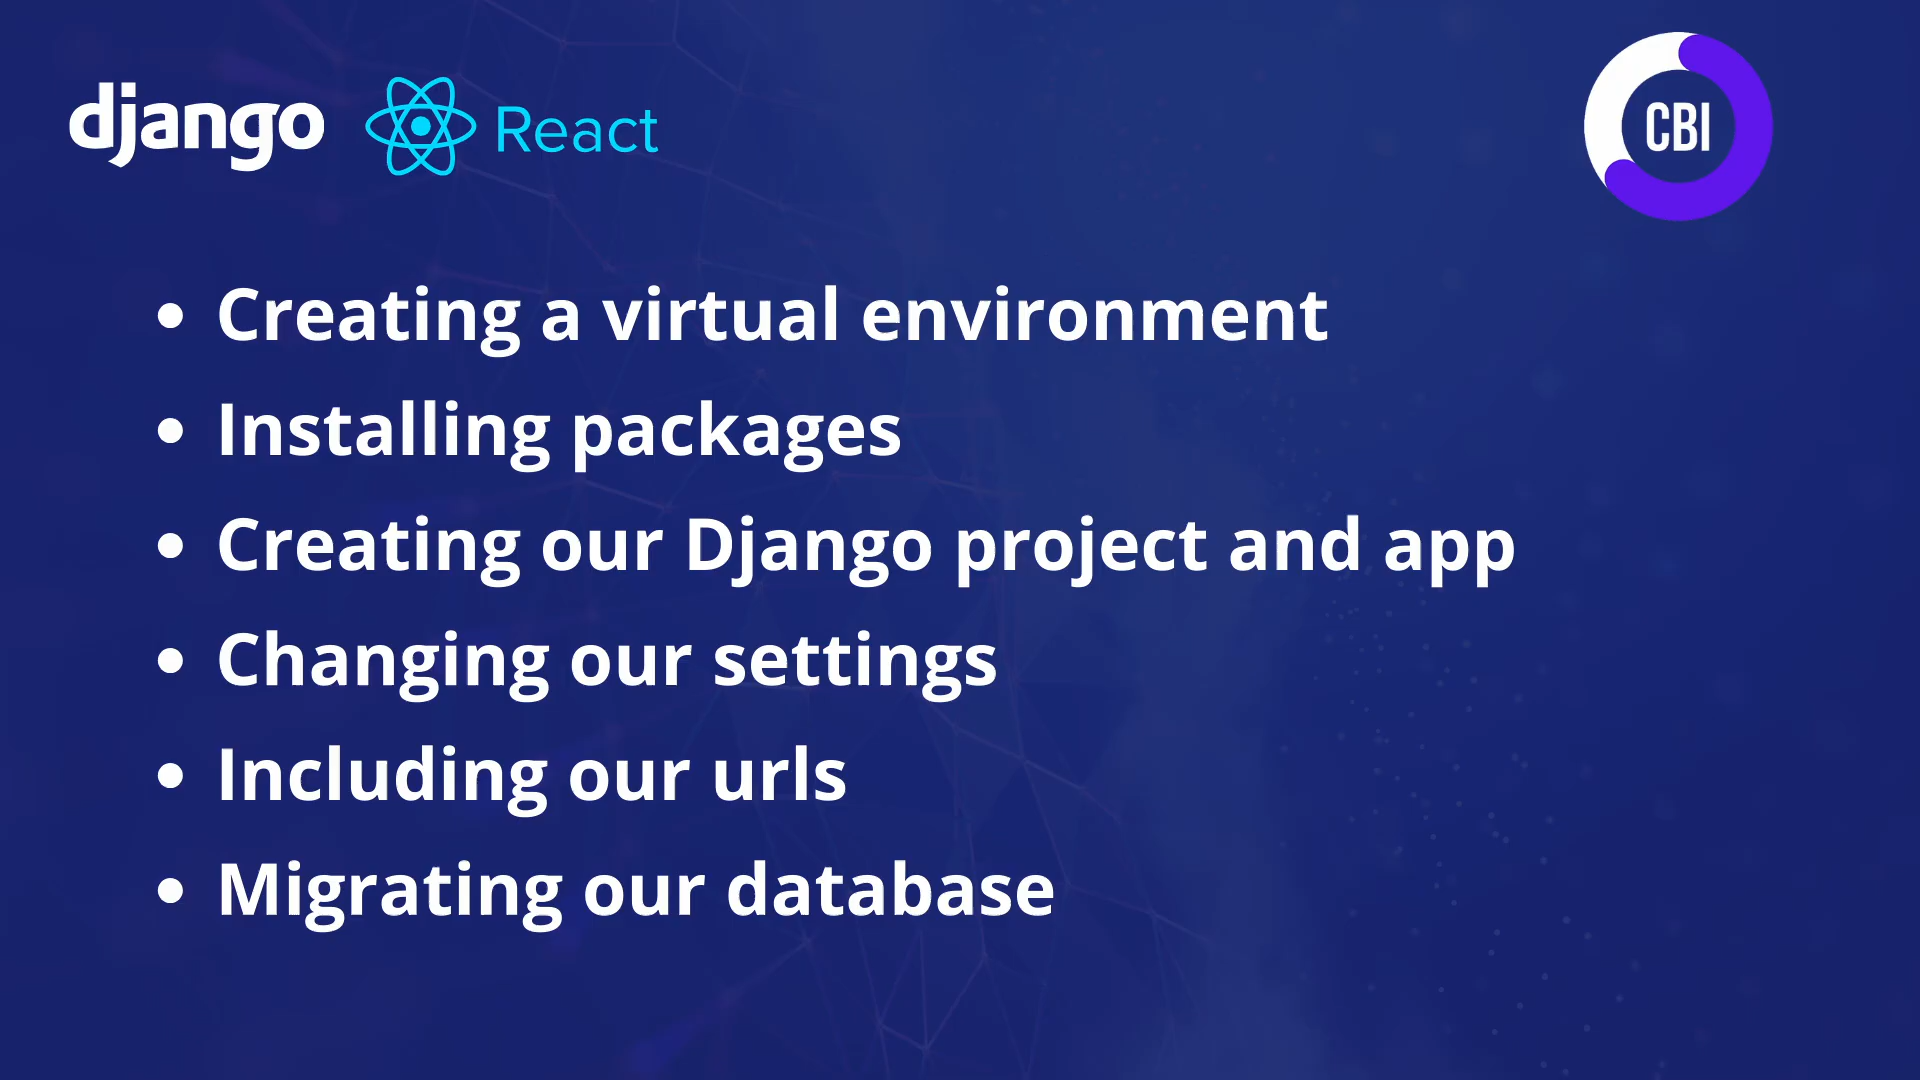 django React CBI
• Creating a virtual environment
• Installing packages
• Creating our Django project and app
• Changing our settings
• Including our urls
• Migrating our database